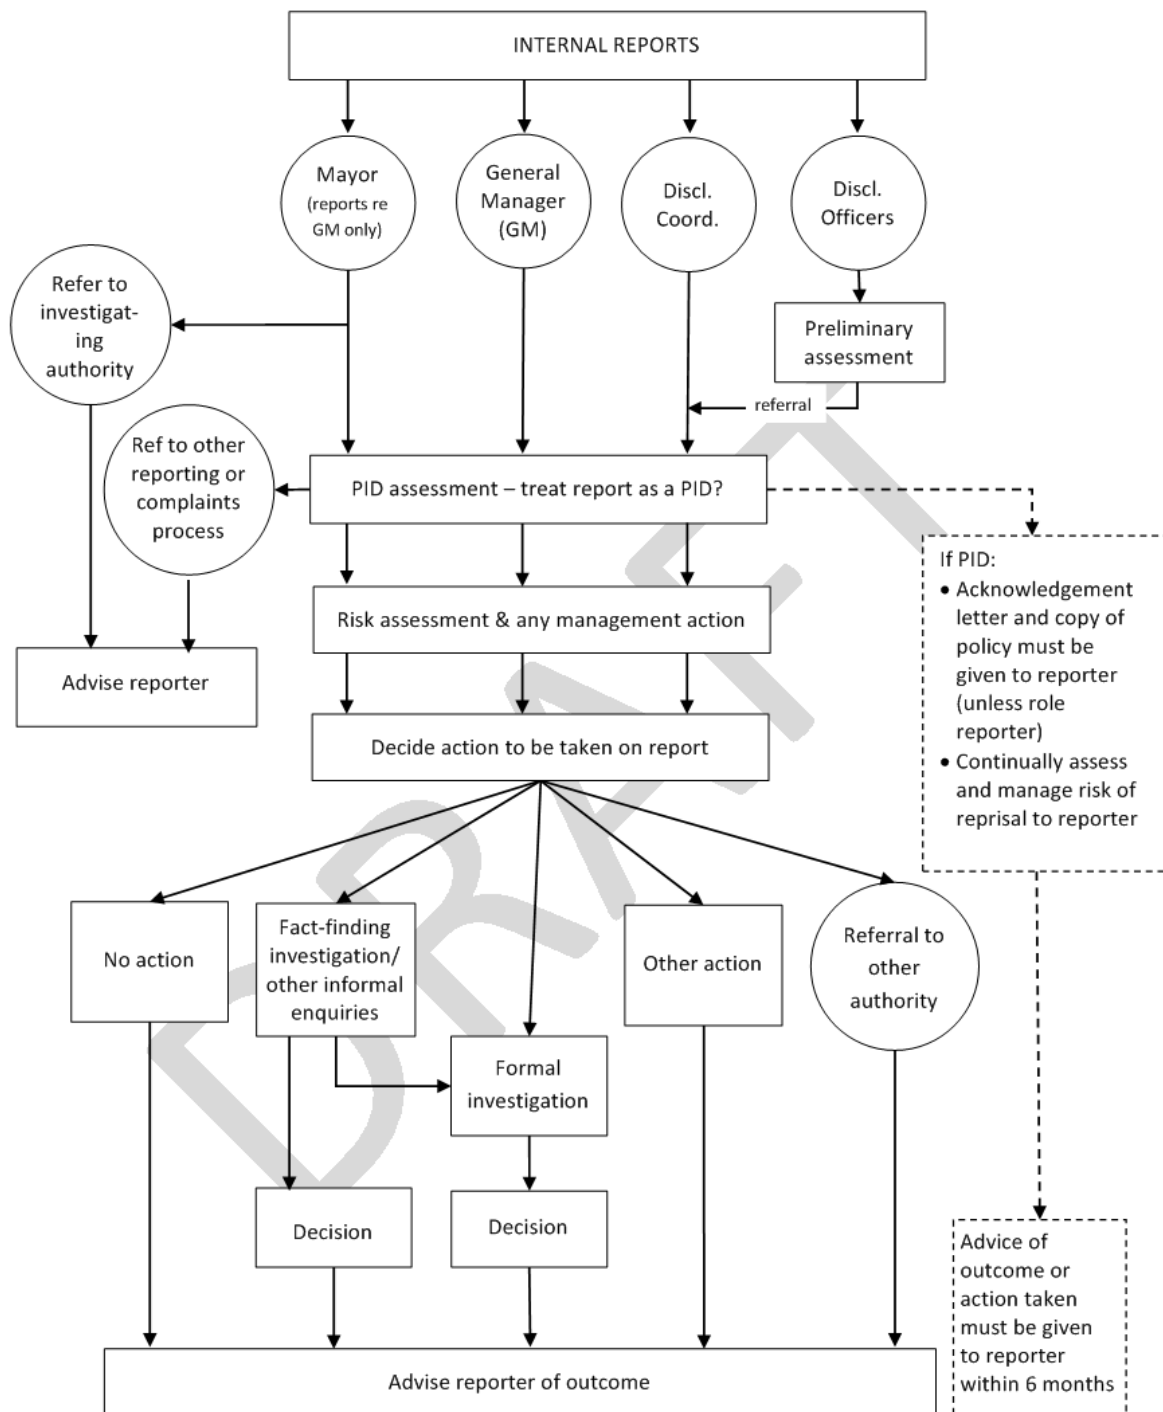 INTERNAL REPORTS
Mayor
(reports re
GM only)
General
Manager
(GM)
Discl.
Coord.
Discl.
Officers
Refer to
investigat-
ing
authority
Preliminary
assessment
referral
Ref to other
reporting or
complaints
process
PID assessment – treat report as a PID?
If PID:
• Acknowledgement
letter and copy of
policy must be
given to reporter
(unless role
reporter)
• Continually assess
and manage risk of
reprisal to reporter
Risk assessment & any management action
Advise reporter
Decide action to be taken on report
No action
Fact-finding
investigation/
other informal
enquiries
Formal
investigation
Other action
Referral to
other
authority
Decision
Decision
Advice of
outcome or
action taken
must be given
to reporter
within 6 months
Advise reporter of outcome
DRAFT